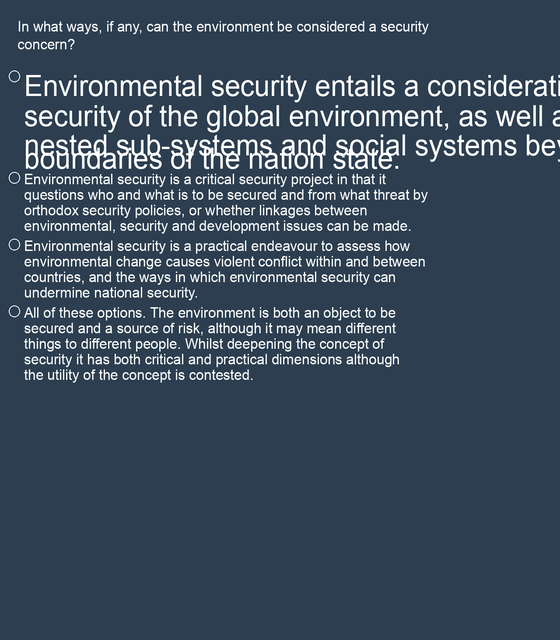 In what ways, if any, can the environment be considered a security
concern?
Environmental security entails a
security of the global environment, as well
nested sub-systems and social systems
boundaries of the nation state.
Environmental security is a critical security project in that it
questions who and what is to be secured and from what threat by
orthodox security policies, or whether linkages between
environmental, security and development issues can be made.
Environmental security is a practical endeavour to assess how
environmental change causes violent conflict within and between
countries, and the ways in which environmental security can
undermine national security.
All of these options. The environment is both an object to be
secured and a source of risk, although it may mean different
things to different people. Whilst deepening the concept of
security it has both critical and practical dimensions although
the utility of the concept is contested.